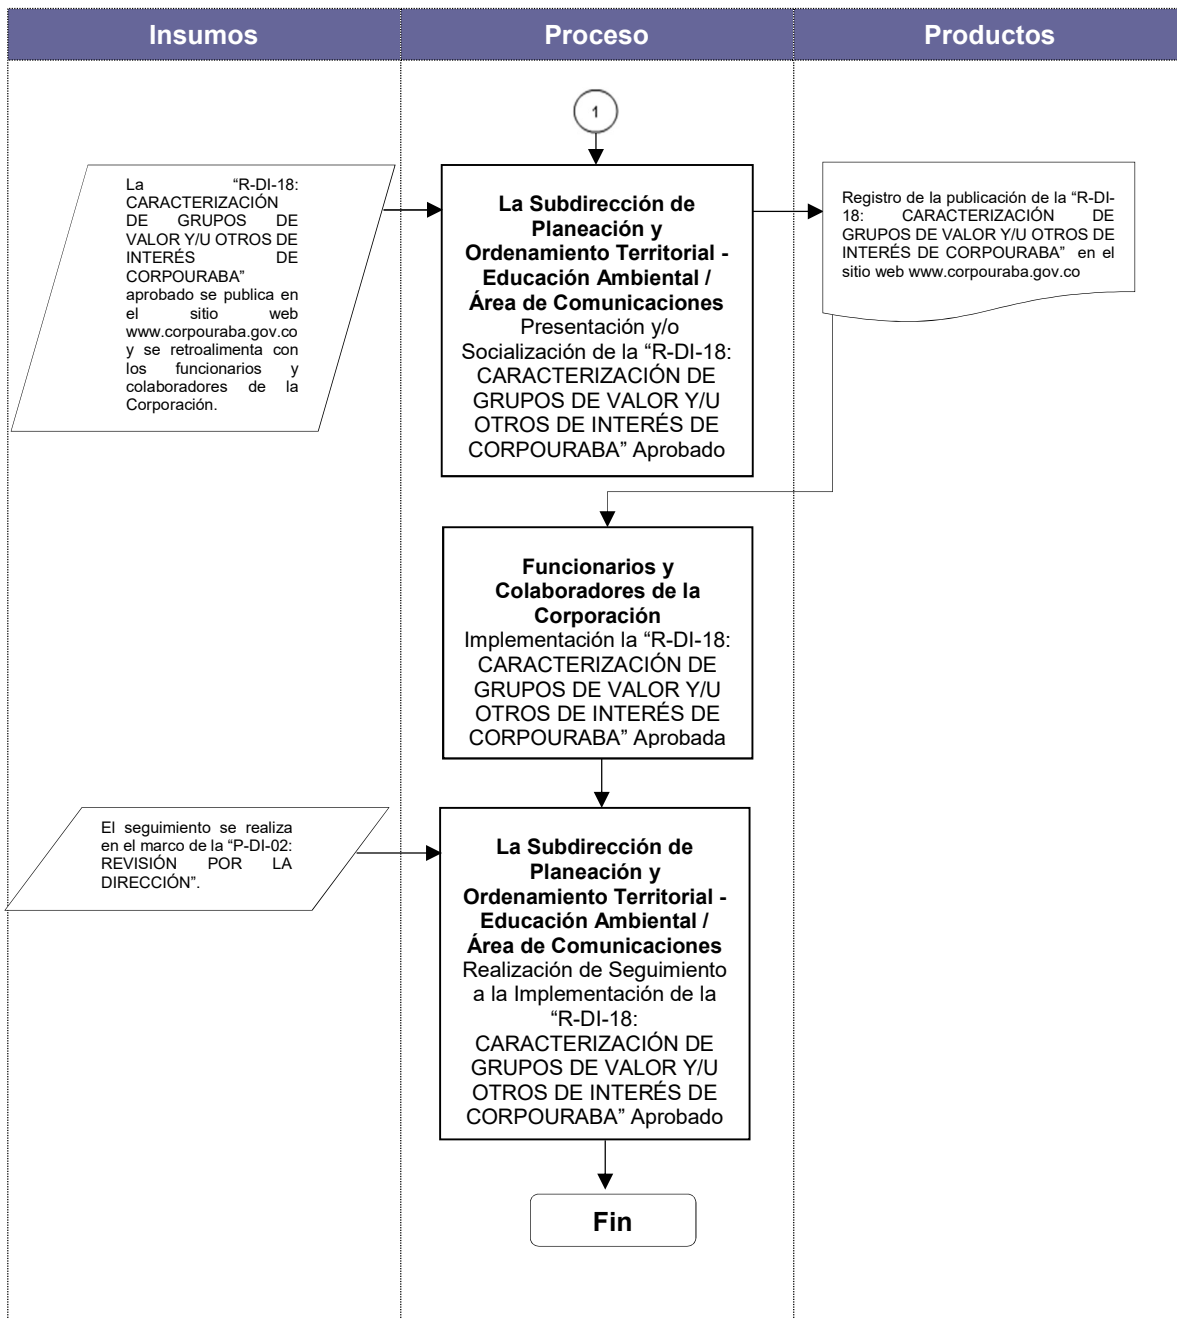 Insumos
Proceso
Productos
1
La "R-DI-18:
CARACTERIZACIÓN
DE GRUPOS DE
VALOR Y/U OTROS DE
INTERÉS DE
CORPOURABA"
aprobado se publica en
el sitio web
www.corpouraba.gov.co
y se retroalimenta con
los funcionarios y
colaboradores de la
Corporación.
La Subdirección de
Planeación y
Ordenamiento Territorial -
Educación Ambiental /
Área de Comunicaciones
Presentación y/o
Socialización de la “R-DI-18:
CARACTERIZACIÓN DE
GRUPOS DE VALOR Y/U
OTROS DE INTERÉS DE
CORPOURABA” Aprobado
Registro de la publicación de la “R-DI-
18: CARACTERIZACIÓN DE
GRUPOS DE VALOR Y/U OTROS DE
INTERÉS DE CORPOURABA” en el
sitio web www.corpouraba.gov.co
Funcionarios y
Colaboradores de la
Corporación
Implementación la “R-DI-18:
CARACTERIZACIÓN DE
GRUPOS DE VALOR Y/U
OTROS DE INTERÉS DE
CORPOURABA” Aprobada
El seguimiento se realiza
en el marco de la “P-DI-02:
REVISIÓN POR LA
DIRECCIÓN”.
La Subdirección de
Planeación y
Ordenamiento Territorial -
Educación Ambiental /
Área de Comunicaciones
Realización de Seguimiento
a la Implementación de la
“R-DI-18:
CARACTERIZACIÓN DE
GRUPOS DE VALOR Y/U
OTROS DE INTERÉS DE
CORPOURABA” Aprobado
Fin